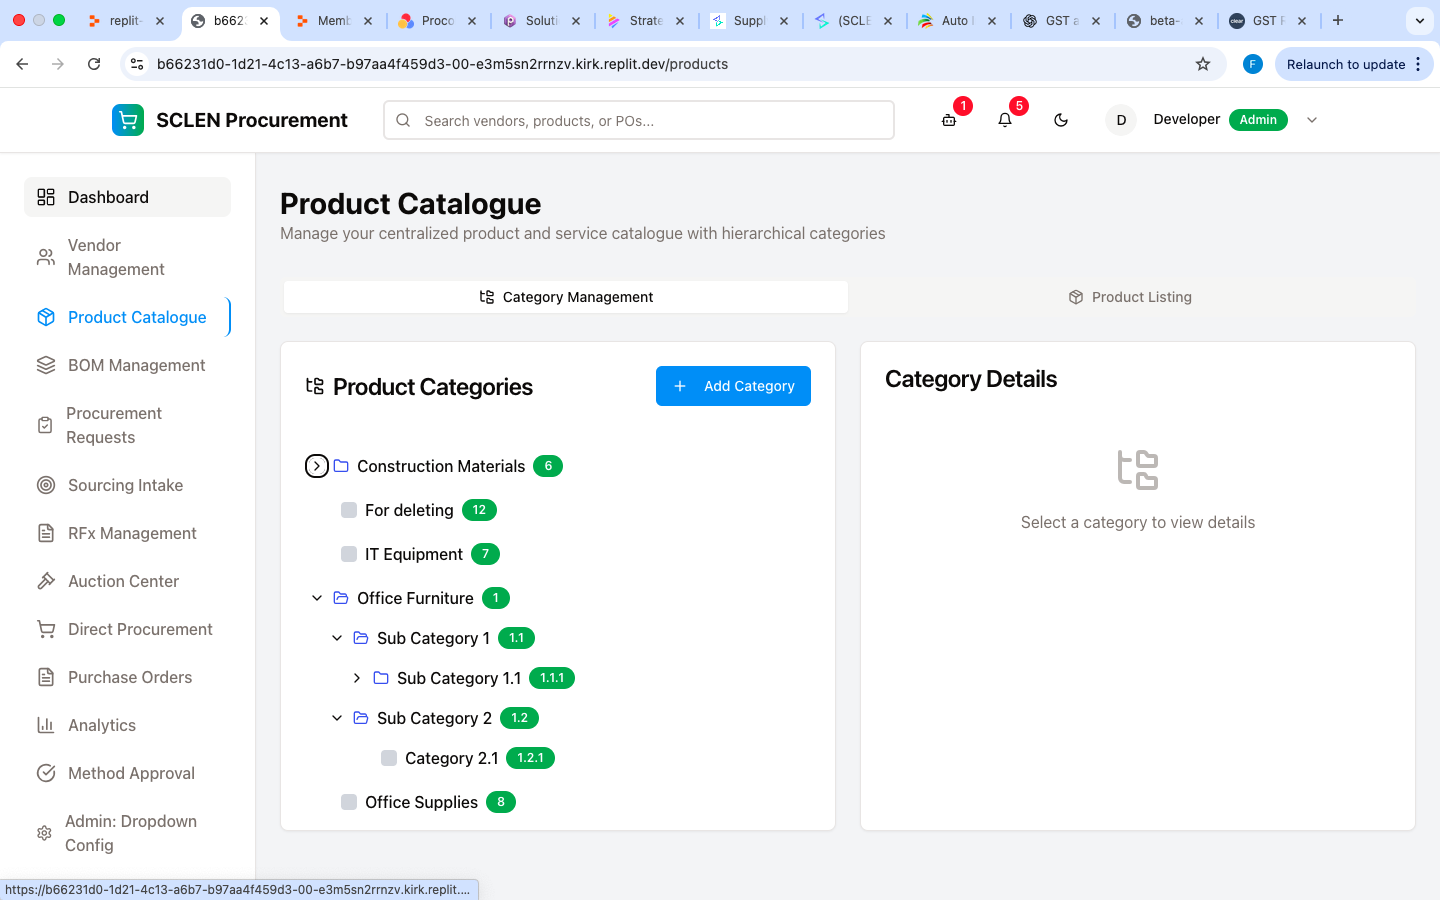 replit-
b662
Memb
Proco
Soluti
Strate
Suppl
(SCLE
Auto I
GST a
beta-
GST F
b66231d0-1d21-4c13-a6b7-b97aa4f459d3-00-e3m5sn2rrnzv.kirk.replit.dev/products
F
Relaunch to update
SCLEN Procurement
Search vendors, products, or POs...
1
5
D
Developer
Admin
Dashboard
Vendor
Management
Product Catalogue
BOM Management
Procurement
Requests
Sourcing Intake
RFx Management
Auction Center
Direct Procurement
Purchase Orders
Analytics
Method Approval
Admin: Dropdown
Config
Product Catalogue
Manage your centralized product and service catalogue with hierarchical categories
Category Management
Product Listing
Product Categories
Add Category
Construction Materials 6
For deleting 12
IT Equipment 7
Office Furniture 1
Sub Category 1 1.1
Sub Category 1.1 1.1.1
Sub Category 2 1.2
Category 2.1 1.2.1
Office Supplies 8
Category Details
Select a category to view details
https://b66231d0-1d21-4c13-a6b7-b97aa4f459d3-00-e3m5sn2rrnzv.kirk.replit....